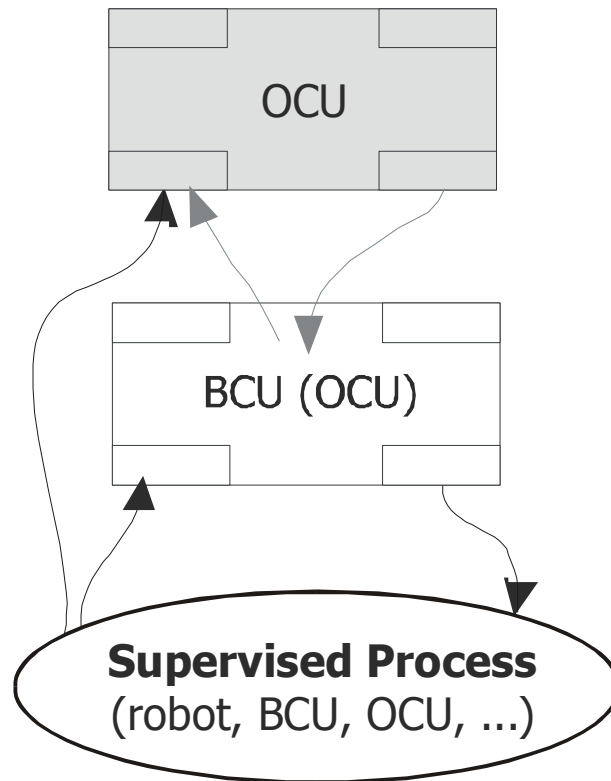 OCU
BCU (OCU)
Supervised Process
(robot, BCU, OCU, ...)